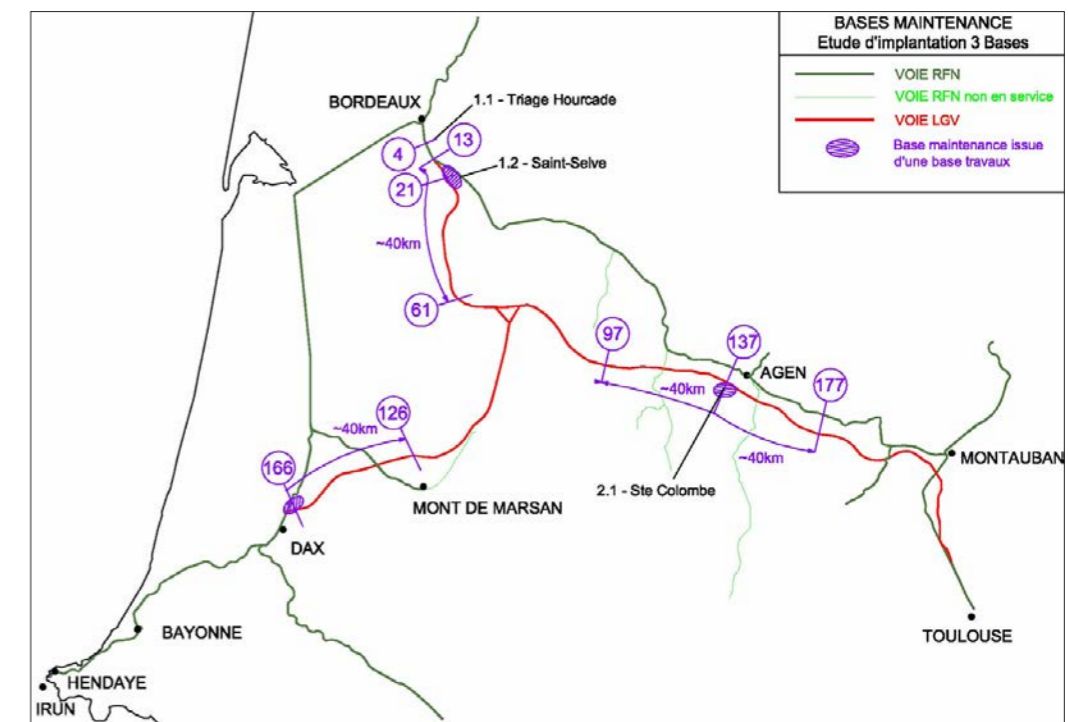 BASES MAINTENANCE
Etude d'implantation 3 Bases
VOIE RFN
VOIE RFN non en service
VOIE LGV
Base maintenance issue
d'une base travaux
BORDEAUX
1.1 - Triage Hourcade
4
13
1.2 - Saint-Selve
21
~40km
61
97
137
AGEN
~40km
177
~40km
126
~40km
166
MONTAUBAN
2.1 - Ste Colombe
MONT DE MARSAN
DAX
BAYONNE
TOULOUSE
HENDAYE
IRUN